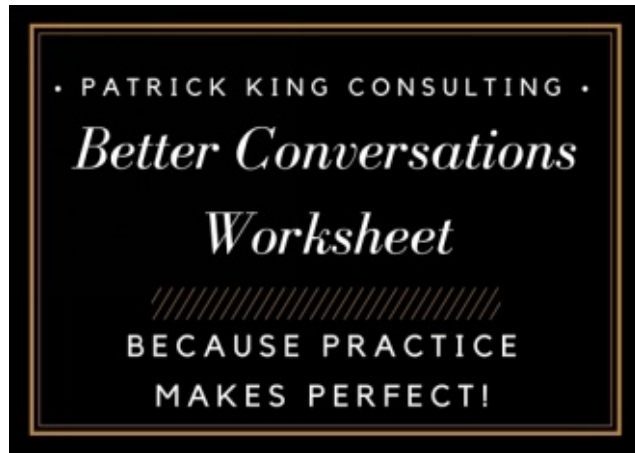 • PATRICK KING CONSULTING •
Better Conversations
Worksheet
BECAUSE PRACTICE
MAKES PERFECT!